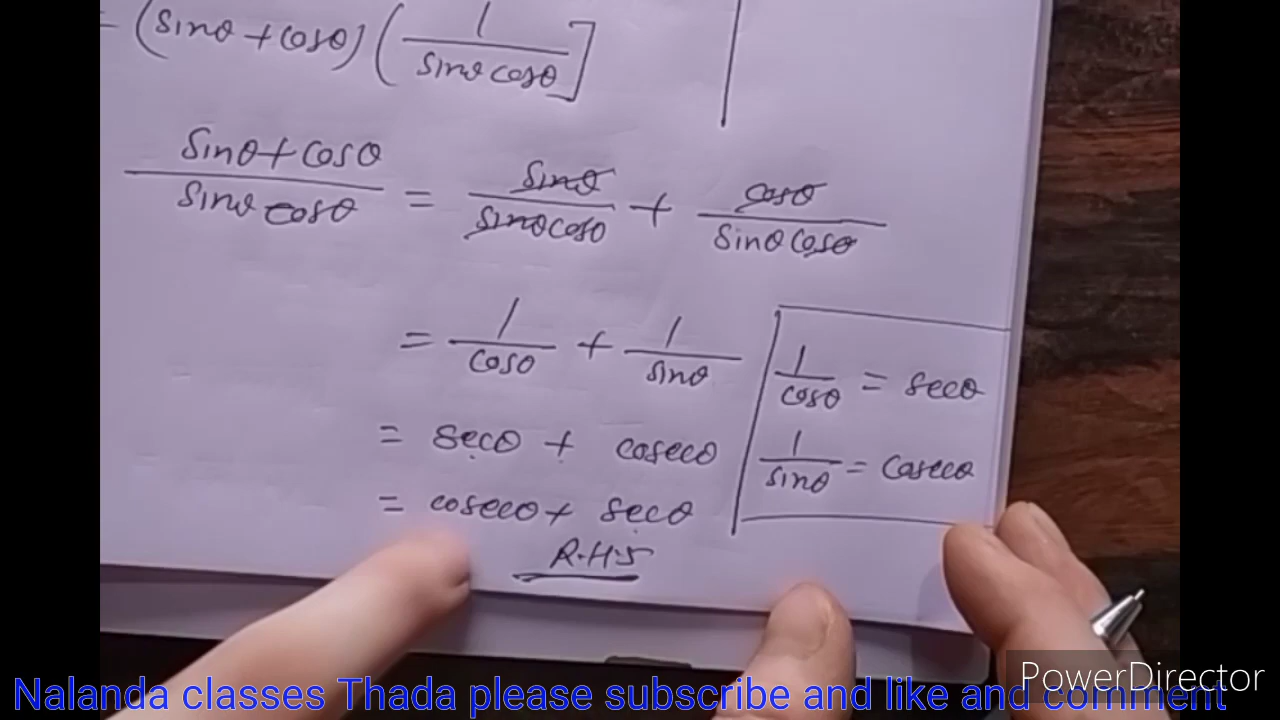 = (sinθ + cosθ) (1/sinθ cosθ]
sinθ + cosθ/sinθ cosθ = sinθ/sinθ cosθ + cosθ/sinθ cosθ
= 1/cosθ + 1/sinθ
1/cosθ = secθ
= secθ + cosecθ
1/sinθ = cosecθ
= cosecθ + secθ
R.H.S
PowerDirector
Nalanda classes Thada please subscribe and like and comment